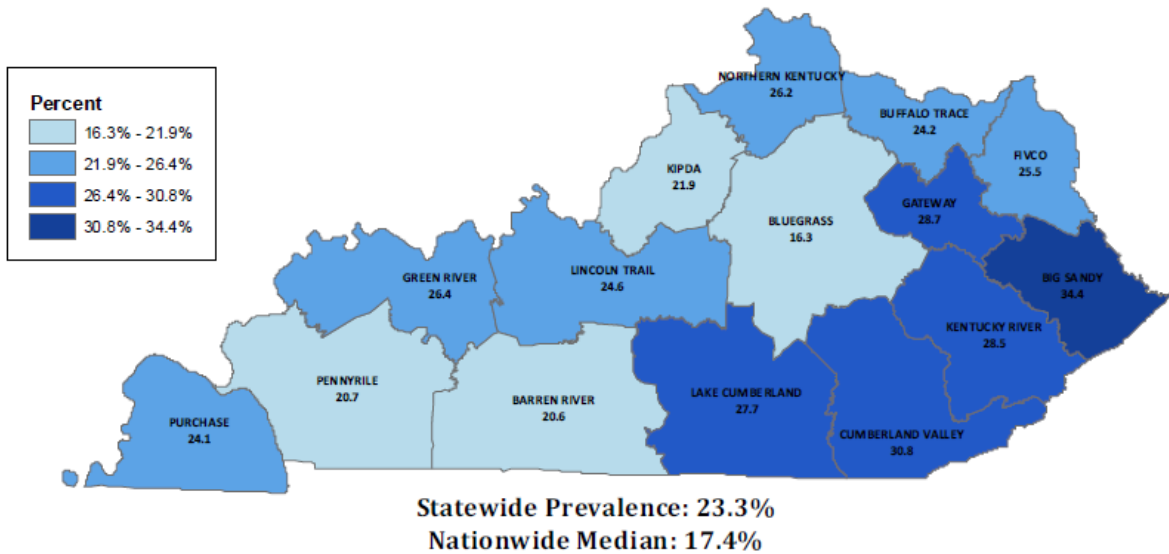 Percent
16.3% - 21.9%
21.9% - 26.4%
26.4% - 30.8%
30.8% - 34.4%
NORTHERN KENTUCKY
26.2
BUFFALO TRACE
24.2
FIVCO
25.5
KIPDA
21.9
GATEWAY
28.7
BLUEGRASS
16.3
GREEN RIVER
26.4
LINCOLN TRAIL
24.6
BIG SANDY
34.4
KENTUCKY RIVER
28.5
PENNYRILE
20.7
BARREN RIVER
20.6
LAKE CUMBERLAND
27.7
PURCHASE
24.1
CUMBERLAND VALLEY
30.8
Statewide Prevalence: 23.3%
Nationwide Median: 17.4%